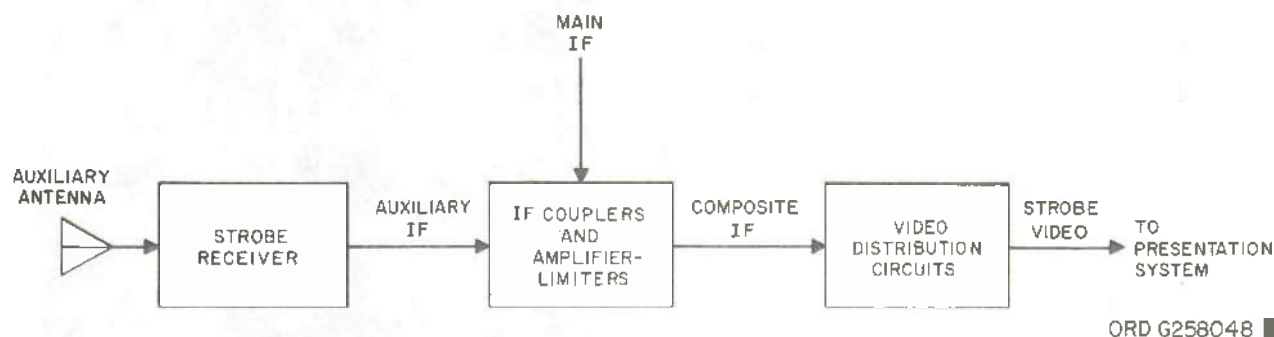 MAIN
IF
AUXILIARY
ANTENNA
STROBE
RECEIVER
AUXILIARY
IF
IF COUPLERS
AND
AMPLIFIER-
LIMITERS
COMPOSITE
IF
VIDEO
DISTRIBUTION
CIRCUITS
STROBE
VIDEO
TO
PRESENTATION
SYSTEM
ORD G258048